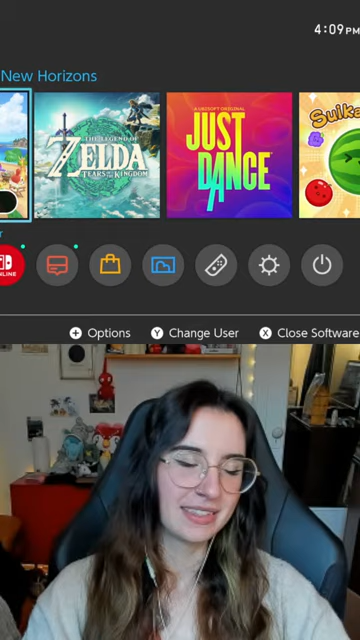 4:09PM
New Horizons
THE LEGEND OF
ZELDA
TEARS OF THE KINGDOM
A UBISOFT ORIGINAL
JUST
DANCE
Suika
r
NLINE
Options
Change User
Close Software